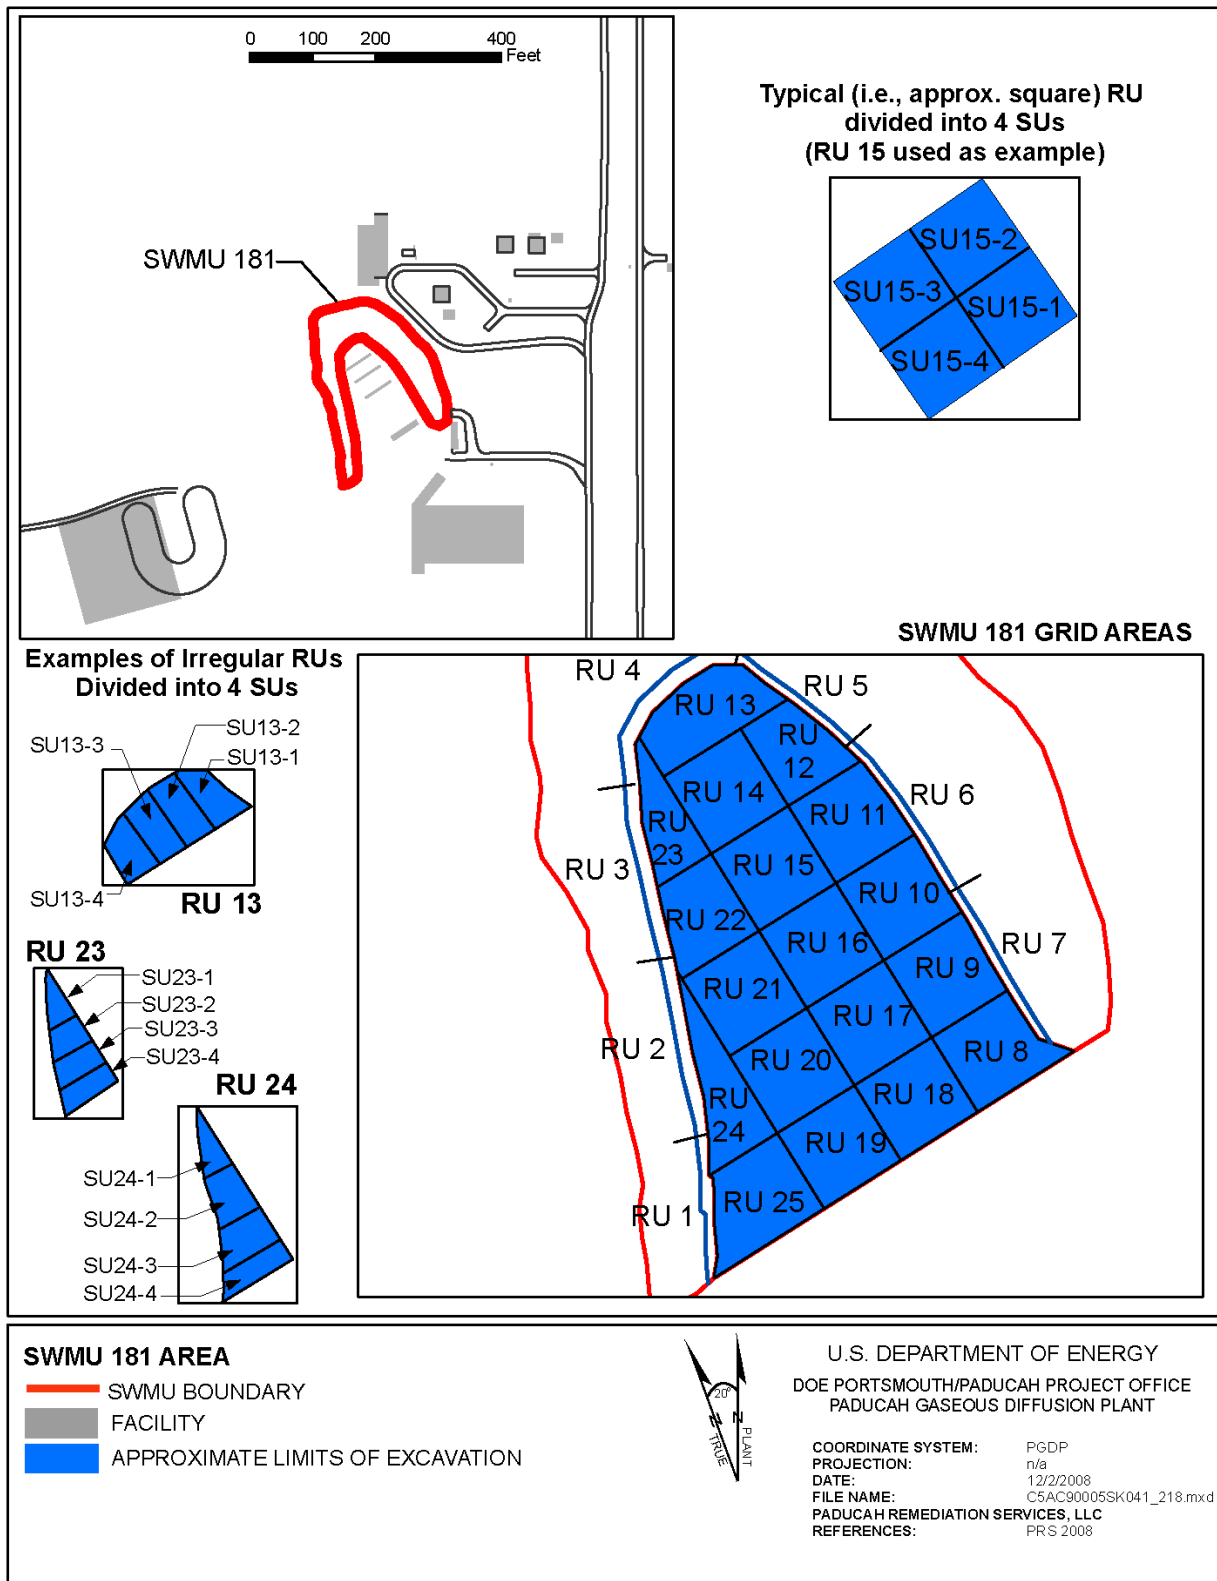 0 100 200 400
Feet
SWMU 181
Typical (i.e., approx. square) RU
divided into 4 SUs
(RU 15 used as example)
SU15-2
SU15-3
SU15-1
SU15-4
SWMU 181 GRID AREAS
Examples of Irregular RUs
Divided into 4 SUs
SU13-2
SU13-3
SU13-1
SU13-4
RU 13
RU 23
SU23-1
SU23-2
SU23-3
SU23-4
RU 24
SU24-1
SU24-2
SU24-3
SU24-4
RU 4
RU 5
RU 13
RU
12
RU 6
RU 14
RU 11
RU
23
RU 3
RU 15
RU 10
RU 22
RU 16
RU 7
RU 9
RU 21
RU 17
RU 2
RU 20
RU 8
RU
24
RU 18
RU 19
RU 25
RU 1
SWMU 181 AREA
SWMU BOUNDARY
FACILITY
APPROXIMATE LIMITS OF EXCAVATION
20°
N
TRUE
N
PLANT
U.S. DEPARTMENT OF ENERGY
DOE PORTSMOUTH/PADUCAH PROJECT OFFICE
PADUCAH GASEOUS DIFFUSION PLANT
COORDINATE SYSTEM: PGDP
PROJECTION: n/a
DATE: 12/2/2008
FILE NAME: C5AC90005SK041_218.mxd
PADUCAH REMEDIATION SERVICES, LLC
REFERENCES: PRS 2008